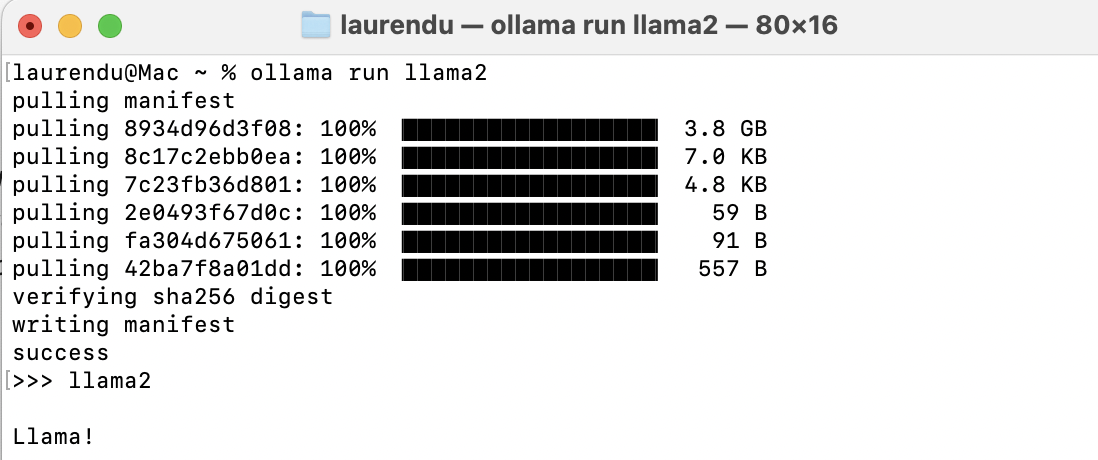 laurendu — ollama run llama2 — 80×16
[laurendu@Mac ~ % ollama run llama2
pulling manifest
pulling 8934d96d3f08: 100% 3.8 GB
pulling 8c17c2ebb0ea: 100% 7.0 KB
pulling 7c23fb36d801: 100% 4.8 KB
pulling 2e0493f67d0c: 100% 59 B
pulling fa304d675061: 100% 91 B
pulling 42ba7f8a01dd: 100% 557 B
verifying sha256 digest
writing manifest
success
[>>> llama2
Llama!